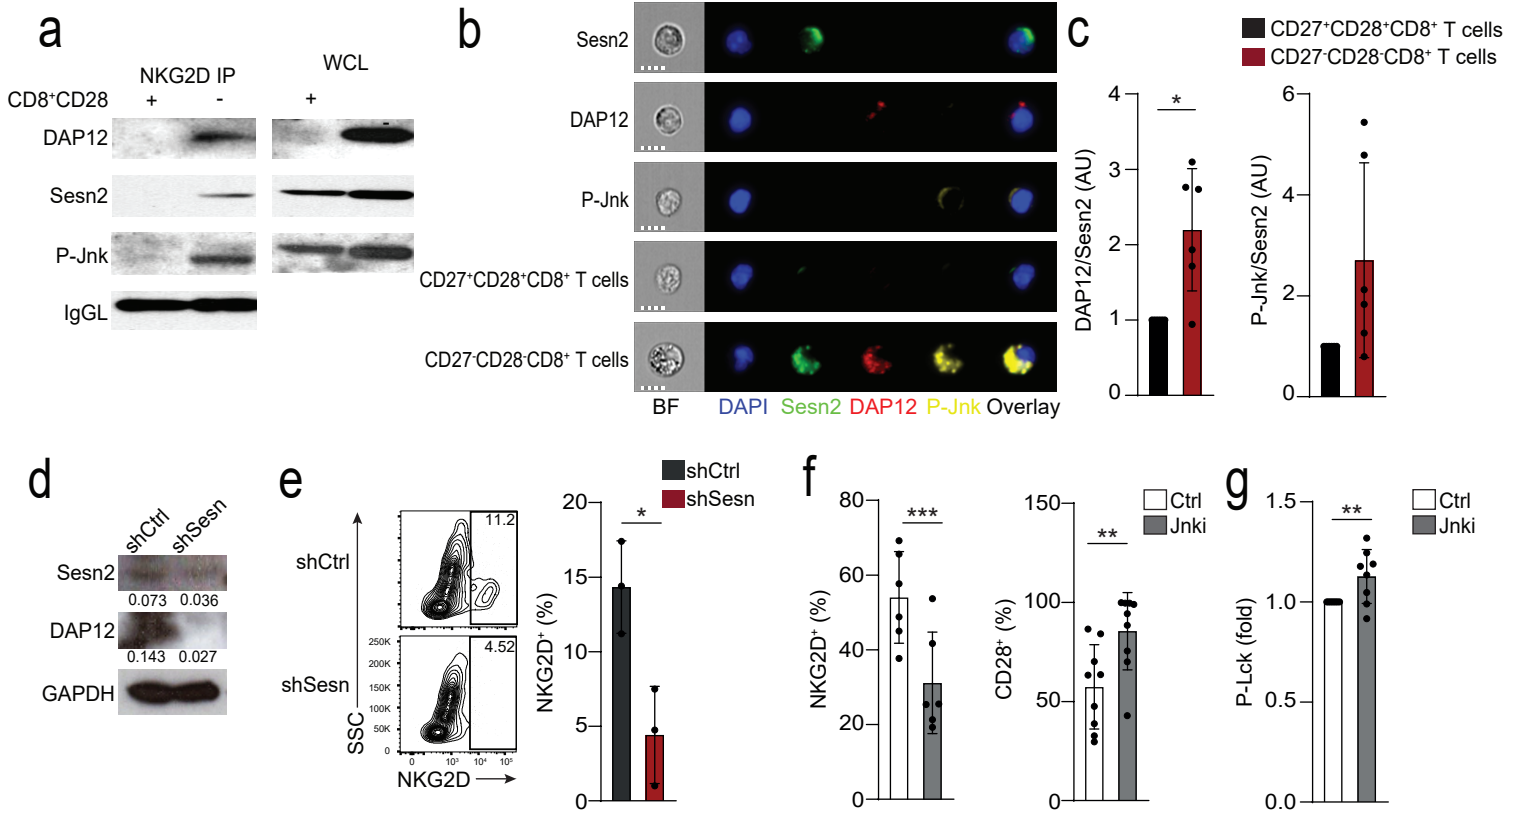 a
NKG2D IP
WCL
CD8⁺CD28 + - +
-
DAP12
Sesn2
P-Jnk
IgGL
b
Sesn2
DAP12
P-Jnk
CD27⁺CD28⁺CD8⁺ T cells
CD27⁻CD28⁻CD8⁺ T cells
BF DAPI Sesn2 DAP12 P-Jnk Overlay
c
CD27⁺CD28⁺CD8⁺ T cells
CD27⁻CD28⁻CD8⁺ T cells
DAP12/Sesn2 (AU)
4
3
2
1
0
*
P-Jnk/Sesn2 (AU)
6
4
2
0
d
shCtrl shSesn
Sesn2
0.073 0.036
DAP12
0.143 0.027
GAPDH
e
shCtrl
shSesn
shCtrl
11.2
shSesn
4.52
250K
200K
150K
100K
50K
0
0 10³ 10⁴ 10⁵
SSC
NKG2D
NKG2D⁺ (%)
20
15
10
5
0
*
f
NKG2D⁺ (%)
80
60
40
20
0
***
CD28⁺ (%)
150
100
50
0
**
Ctrl
Jnki
g
P-Lck (fold)
1.5
1.0
0.5
0.0
**
Ctrl
Jnki